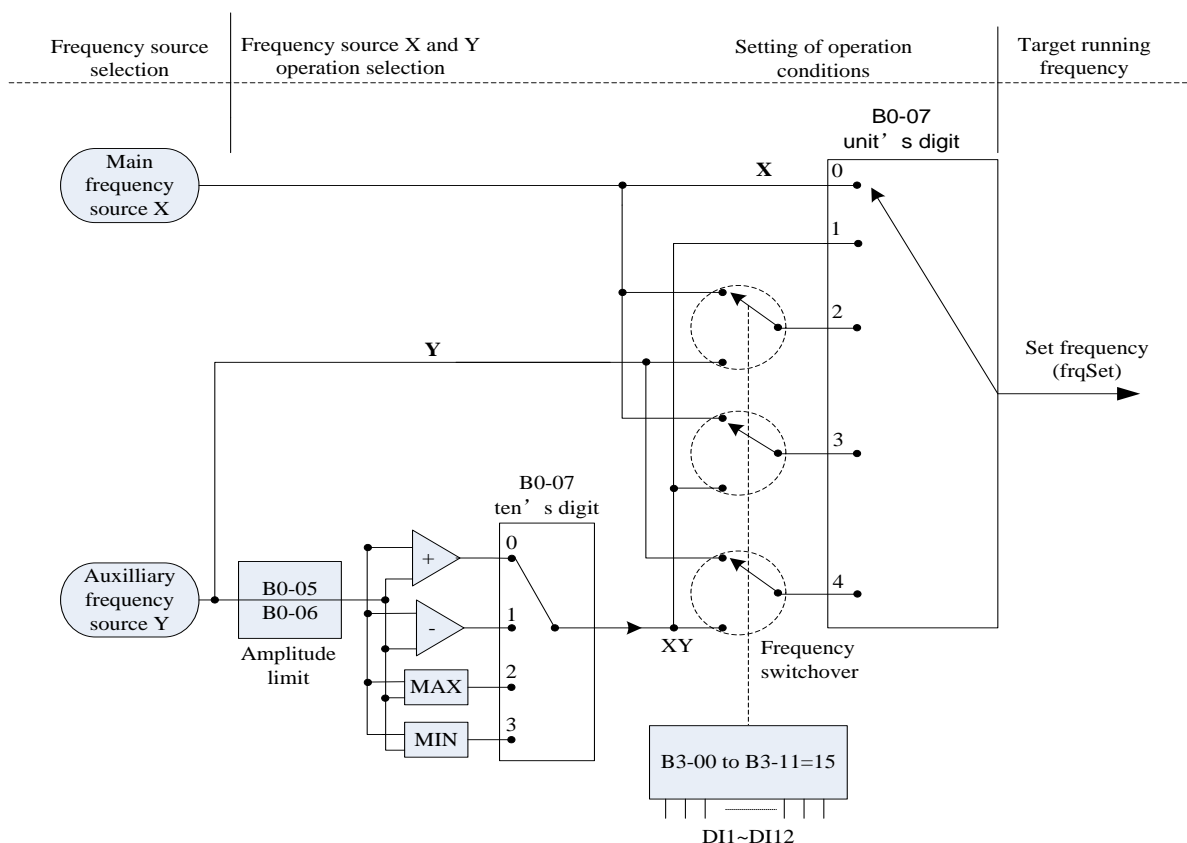 Frequency source
selection
Frequency source X and Y
operation selection
Setting of operation
conditions
Target running
frequency
B0-07
unit’s digit
Main
frequency
source X
X
0
1
2
Y
Set frequency
(frqSet)
3
B0-07
ten’s digit
0
+
Auxilliary
frequency
source Y
B0-05
B0-06
1
-
4
Amplitude
limit
XY
Frequency
switchover
2
MAX
3
MIN
B3-00 to B3-11=15
DI1~DI12